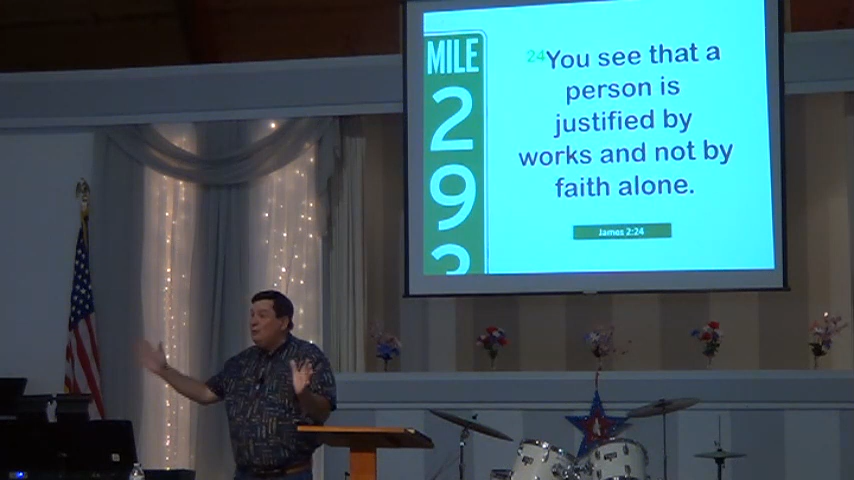 MILE
2
9
2
24You see that a
person is
justified by
works and not by
faith alone.
James 2:24